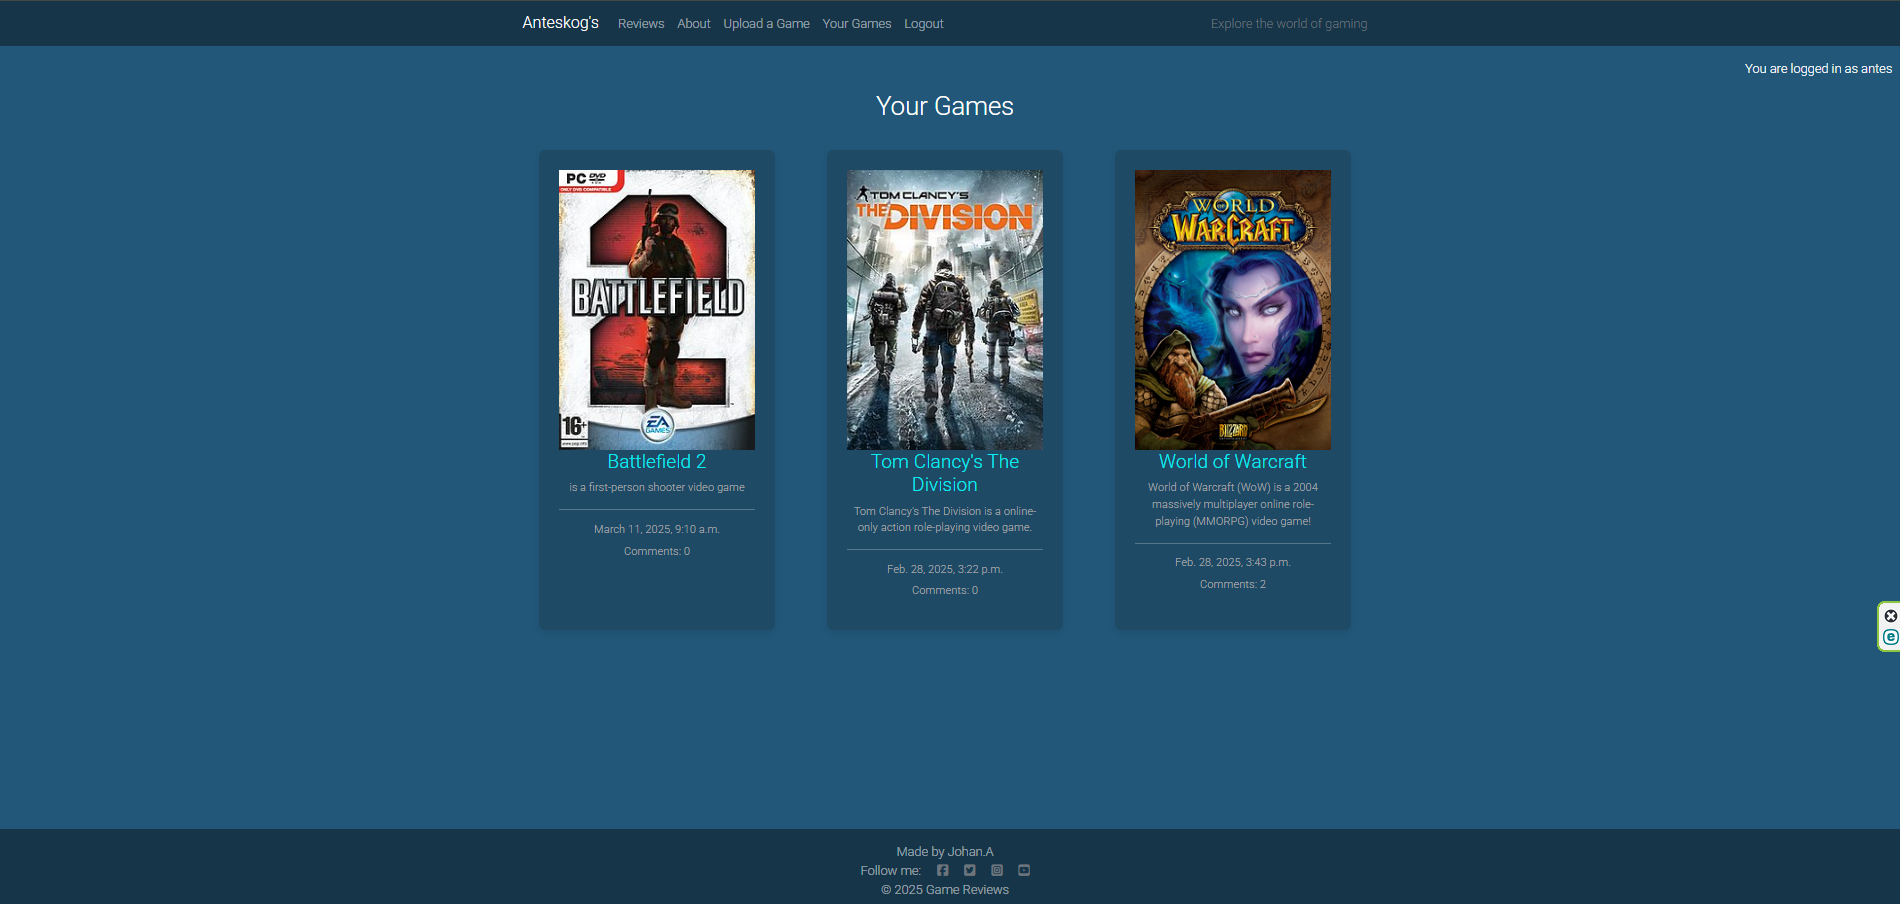 Anteskog's Reviews About Upload a Game Your Games Logout Explore the world of gaming
You are logged in as antes
Your Games
PC DVD
ONLY DVD COMPATIBLE
2
BATTLEFIELD
16+
EA
GAMES
Battlefield 2
is a first-person shooter video game
March 11, 2025, 9:10 a.m.
Comments: 0
TOM CLANCY'S
THE DIVISION
Tom Clancy's The
Division
Tom Clancy's The Division is a online-
only action role-playing video game.
Feb. 28, 2025, 3:22 p.m.
Comments: 0
WORLD
OF
WARCRAFT
BLIZZARD
World of Warcraft
World of Warcraft (WoW) is a 2004
massively multiplayer online role-
playing (MMORPG) video game!
Feb. 28, 2025, 3:43 p.m.
Comments: 2
e
Made by Johan.A
Follow me:
© 2025 Game Reviews